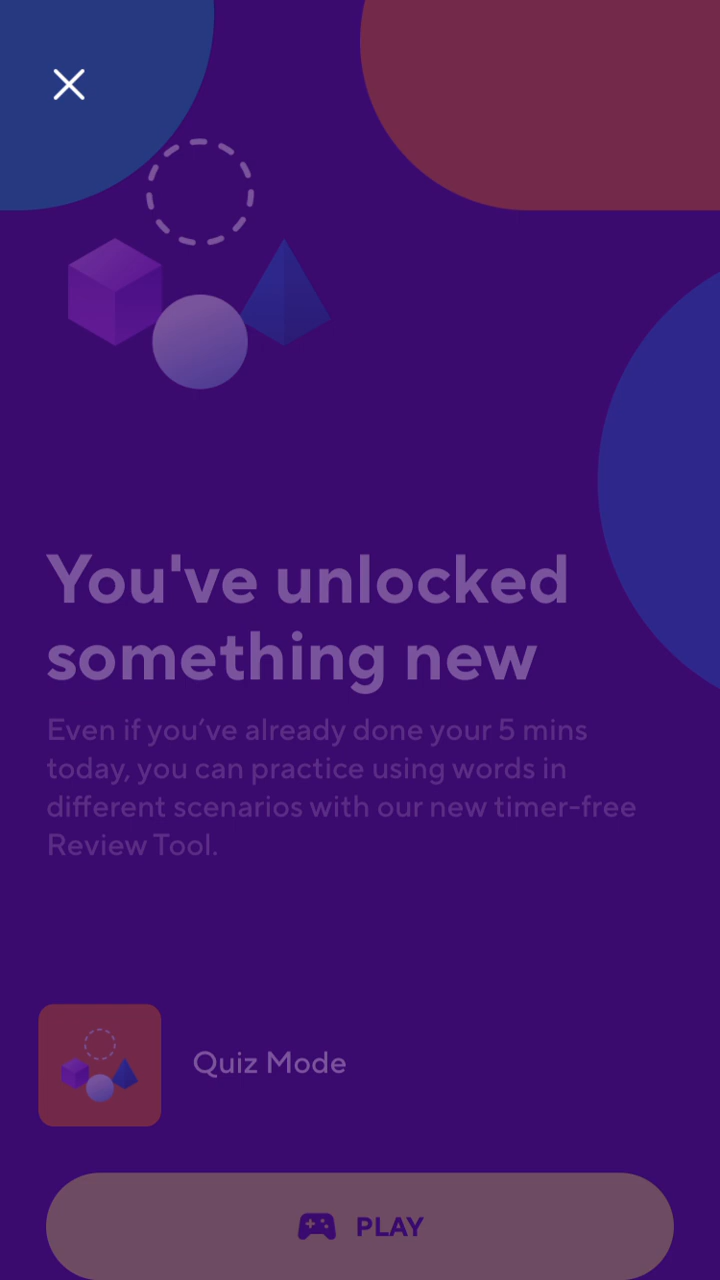 You've unlocked
something new
Even if you’ve already done your 5 mins
today, you can practice using words in
different scenarios with our new timer-free
Review Tool.
Quiz Mode
PLAY